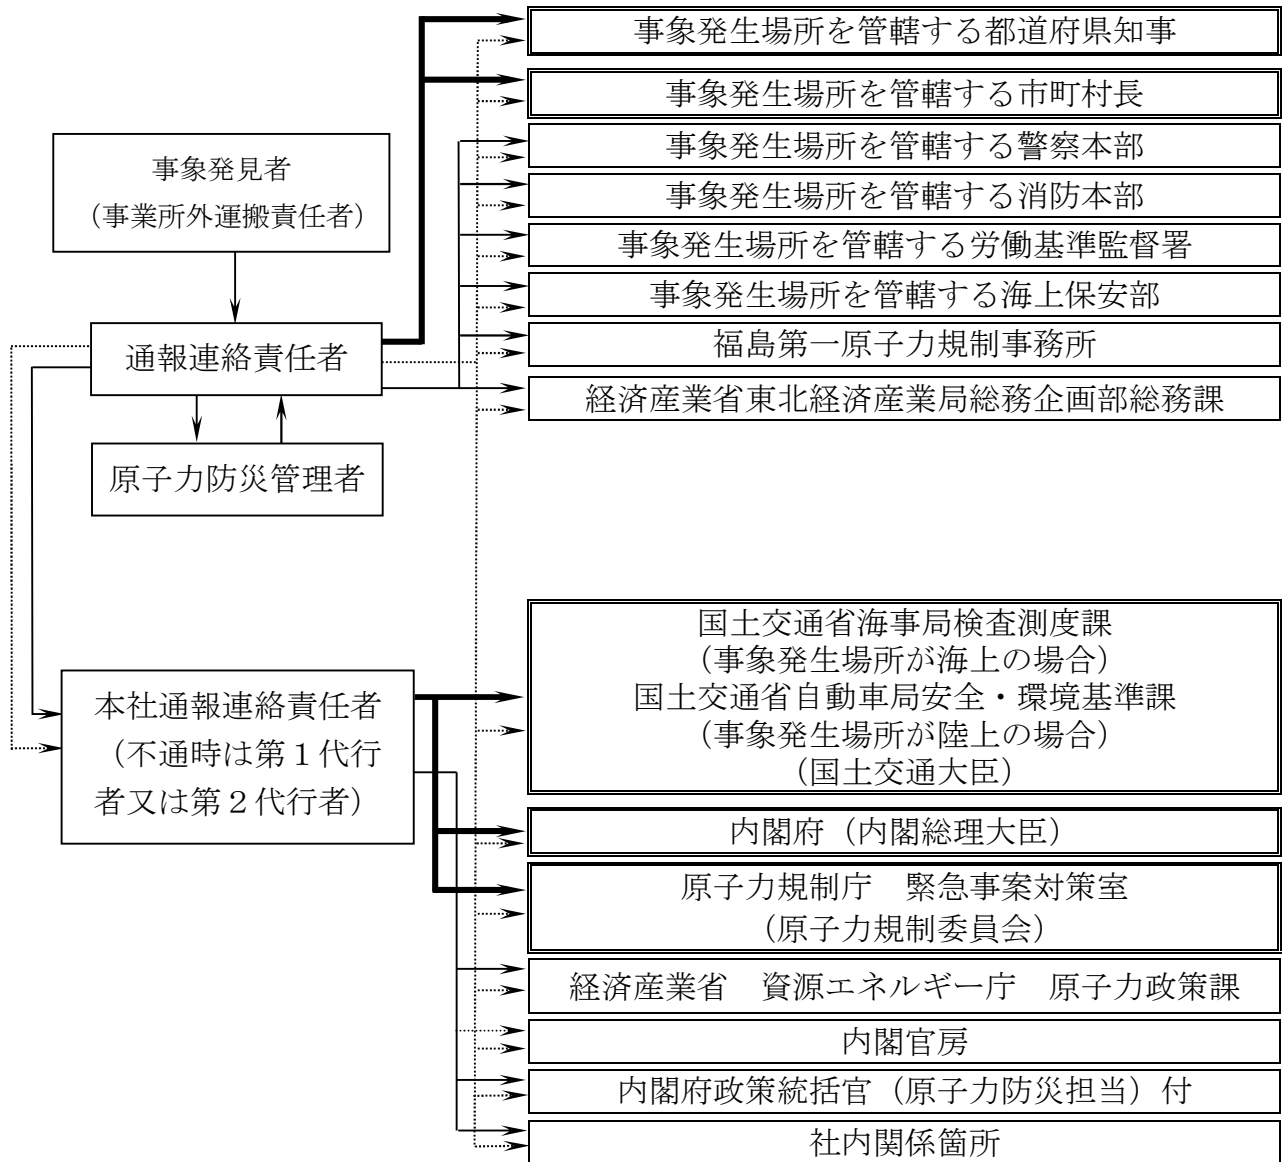 事象発生場所を管轄する都道府県知事
事象発生場所を管轄する市町村長
事象発生場所を管轄する警察本部
事象発見者
（事業所外運搬責任者）
事象発生場所を管轄する消防本部
事象発生場所を管轄する労働基準監督署
事象発生場所を管轄する海上保安部
通報連絡責任者
福島第一原子力規制事務所
経済産業省東北経済産業局総務企画部総務課
原子力防災管理者
国土交通省海事局検査測度課
（事象発生場所が海上の場合）
国土交通省自動車局安全・環境基準課
（事象発生場所が陸上の場合）
（国土交通大臣）
本社通報連絡責任者
（不通時は第１代行
者又は第２代行者）
内閣府（内閣総理大臣）
原子力規制庁　緊急事案対策室
（原子力規制委員会）
経済産業省　資源エネルギー庁　原子力政策課
内閣官房
内閣府政策統括官（原子力防災担当）付
社内関係箇所